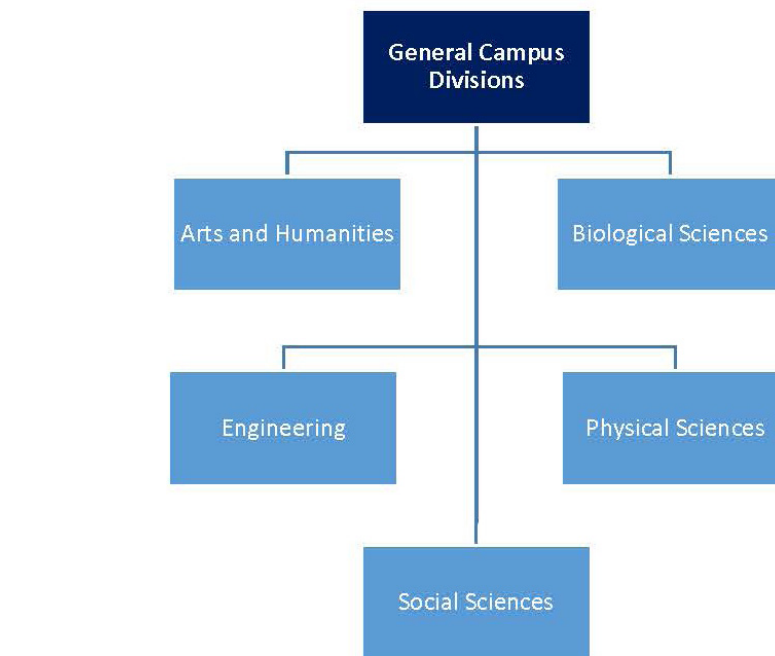 General Campus
Divisions
Arts and Humanities
Biological Sciences
Engineering
Physical Sciences
Social Sciences